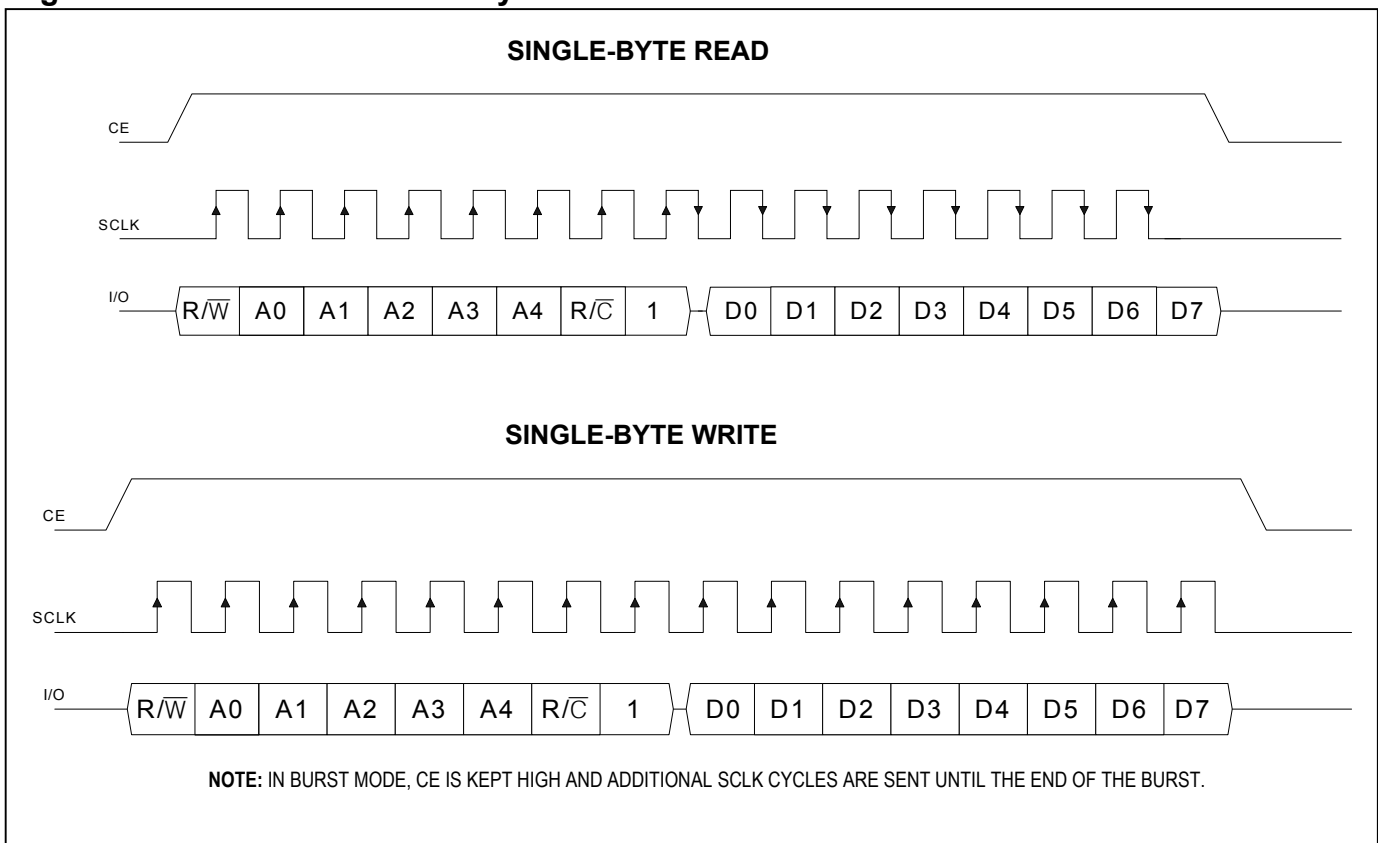 SINGLE-BYTE READ
CE
SCLK
I/O R/W̅ A0 A1 A2 A3 A4 R/C̅ 1 D0 D1 D2 D3 D4 D5 D6 D7
SINGLE-BYTE WRITE
CE
SCLK
I/O R/W̅ A0 A1 A2 A3 A4 R/C̅ 1 D0 D1 D2 D3 D4 D5 D6 D7
NOTE: IN BURST MODE, CE IS KEPT HIGH AND ADDITIONAL SCLK CYCLES ARE SENT UNTIL THE END OF THE BURST.